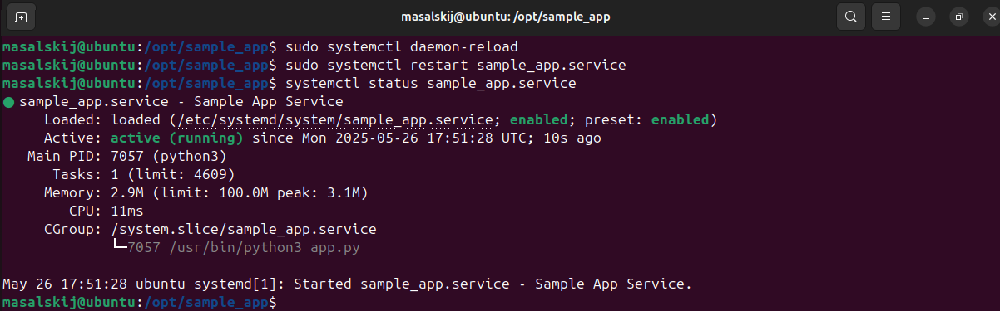 masalskij@ubuntu: /opt/sample_app
masalskij@ubuntu:/opt/sample_app$ sudo systemctl daemon-reload
masalskij@ubuntu:/opt/sample_app$ sudo systemctl restart sample_app.service
masalskij@ubuntu:/opt/sample_app$ systemctl status sample_app.service
● sample_app.service - Sample App Service
     Loaded: loaded (/etc/systemd/system/sample_app.service; enabled; preset: enabled)
     Active: active (running) since Mon 2025-05-26 17:51:28 UTC; 10s ago
   Main PID: 7057 (python3)
      Tasks: 1 (limit: 4609)
     Memory: 2.9M (limit: 100.0M peak: 3.1M)
        CPU: 11ms
     CGroup: /system.slice/sample_app.service
             └─7057 /usr/bin/python3 app.py
May 26 17:51:28 ubuntu systemd[1]: Started sample_app.service - Sample App Service.
masalskij@ubuntu:/opt/sample_app$